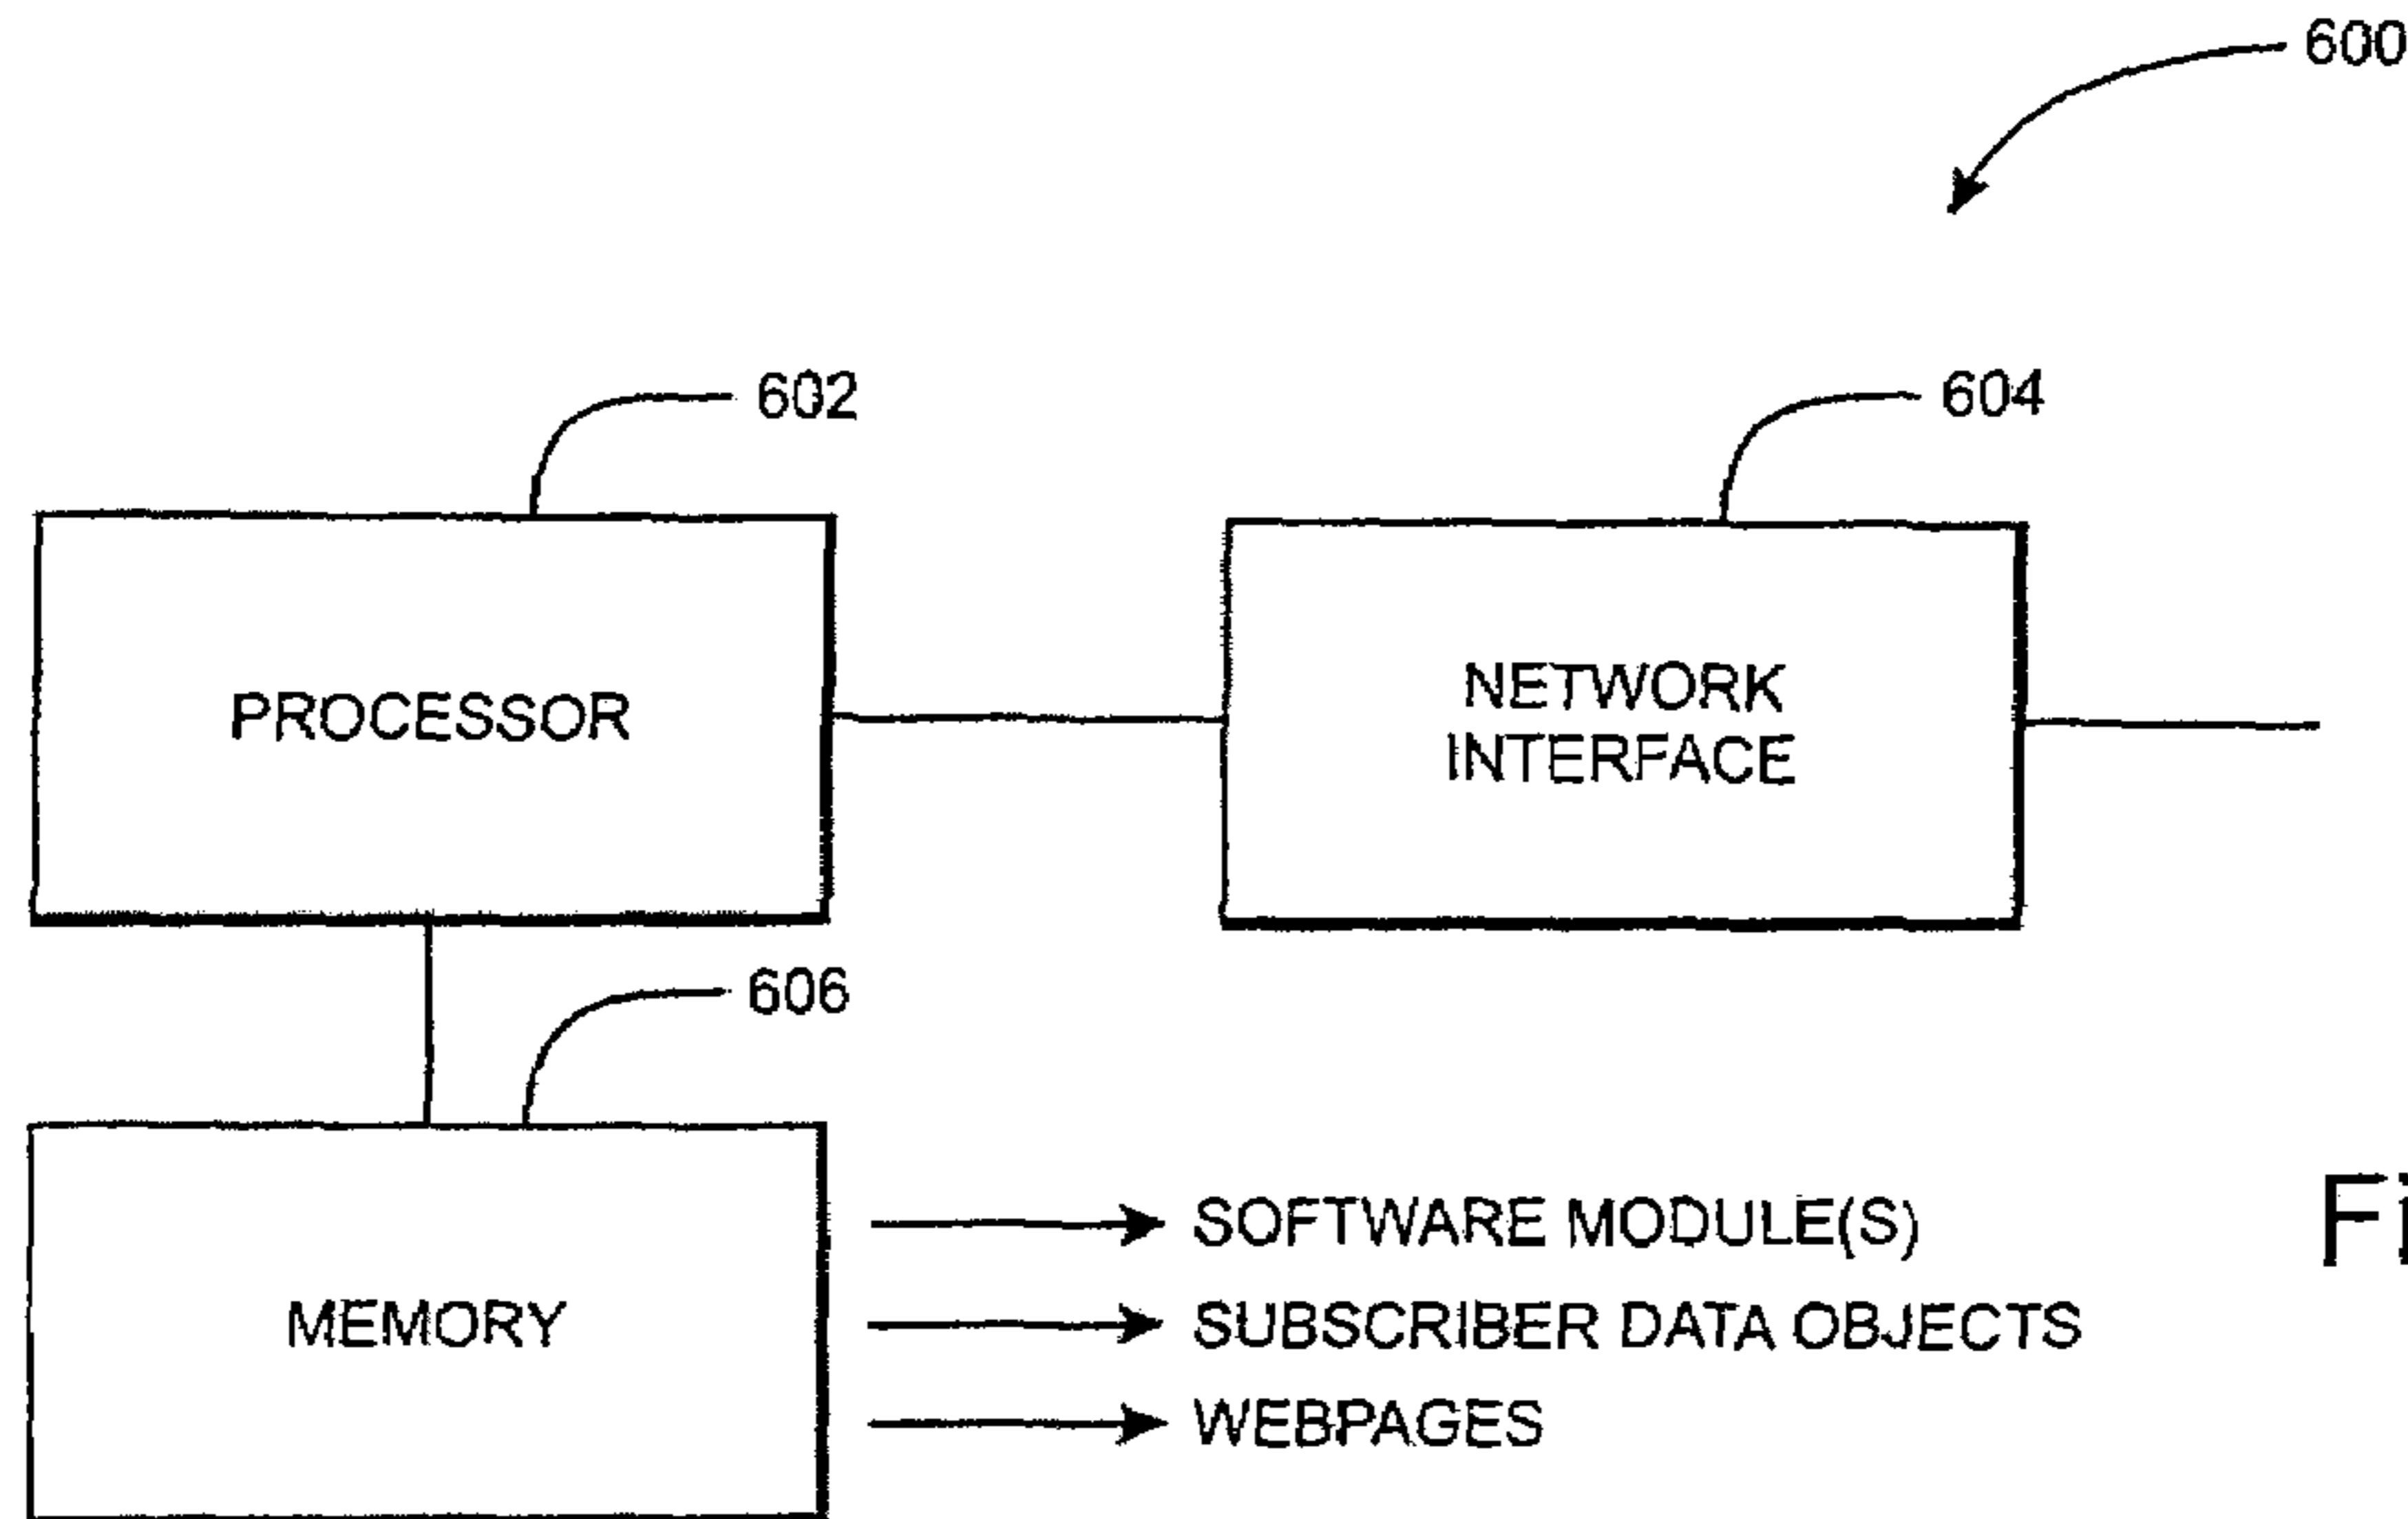 600
602
604
PROCESSOR
NETWORK
INTERFACE
606
MEMORY
SOFTWARE MODULE(S)
SUBSCRIBER DATA OBJECTS
WEBPAGES